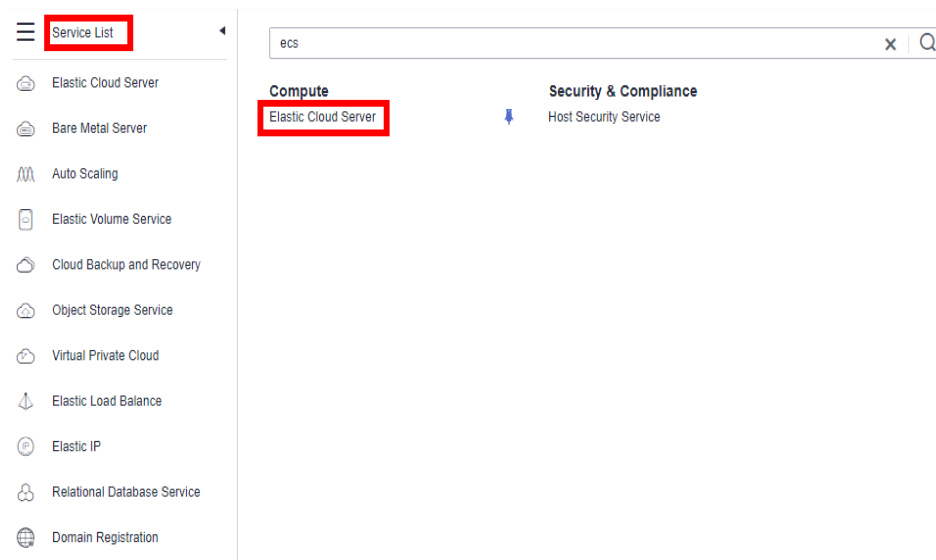 Service List
Elastic Cloud Server
Bare Metal Server
Auto Scaling
Elastic Volume Service
Cloud Backup and Recovery
Object Storage Service
Virtual Private Cloud
Elastic Load Balance
IP
Elastic IP
Relational Database Service
Domain Registration
ecs
Compute
Elastic Cloud Server
Security & Compliance
Host Security Service